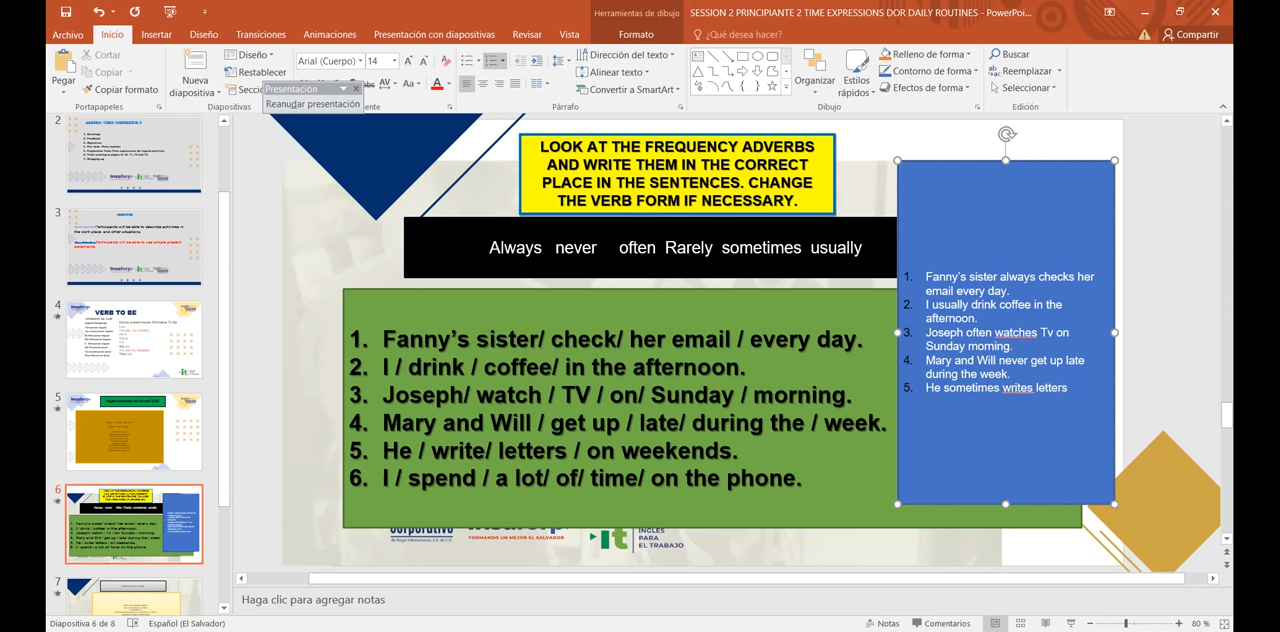 SESSION 2 PRINCIPIANTE 2 TIME EXPRESSIONS DOR DAILY ROUTINES - PowerPoi...
Herramientas de dibujo
Archivo Inicio Insertar Diseño Transiciones Animaciones Presentación con diapositivas Revisar Vista Formato ¿Qué desea hacer? Compartir
Pegar
Cortar
Copiar
Copiar formato
Portapapeles
Nueva
diapositiva
Diseño
Restablecer
Secció
Diapositivas
Arial (Cuerpo) 14
Presentación
Reanudar presentación
Dirección del texto
Alinear texto
Convertir a SmartArt
Párrafo
Organizar
Estilos
rápidos
Relleno de forma
Contorno de forma
Efectos de forma
Dibujo
Buscar
Reemplazar
Seleccionar
Edición
2
3
4
VERB TO BE
5
6
7
LOOK AT THE FREQUENCY ADVERBS
AND WRITE THEM IN THE CORRECT
PLACE IN THE SENTENCES. CHANGE
THE VERB FORM IF NECESSARY.
Always never often Rarely sometimes usually
1. Fanny's sister/ check/ her email / every day.
2. I / drink / coffee/ in the afternoon.
3. Joseph/ watch / TV / on/ Sunday / morning.
4. Mary and Will / get up / late/ during the / week.
5. He / write/ letters / on weekends.
6. I / spend / a lot/ of/ time/ on the phone.
1. Fanny's sister always checks her
email every day.
2. I usually drink coffee in the
afternoon.
3. Joseph often watches Tv on
Sunday morning.
4. Mary and Will never get up late
during the week.
5. He sometimes writes letters
FORMANDO UN MEJOR EL SALVADOR
it
INGLÉS
PARA
EL TRABAJO
Haga clic para agregar notas
Diapositiva 6 de 8 Español (El Salvador) Notas Comentarios 80 %